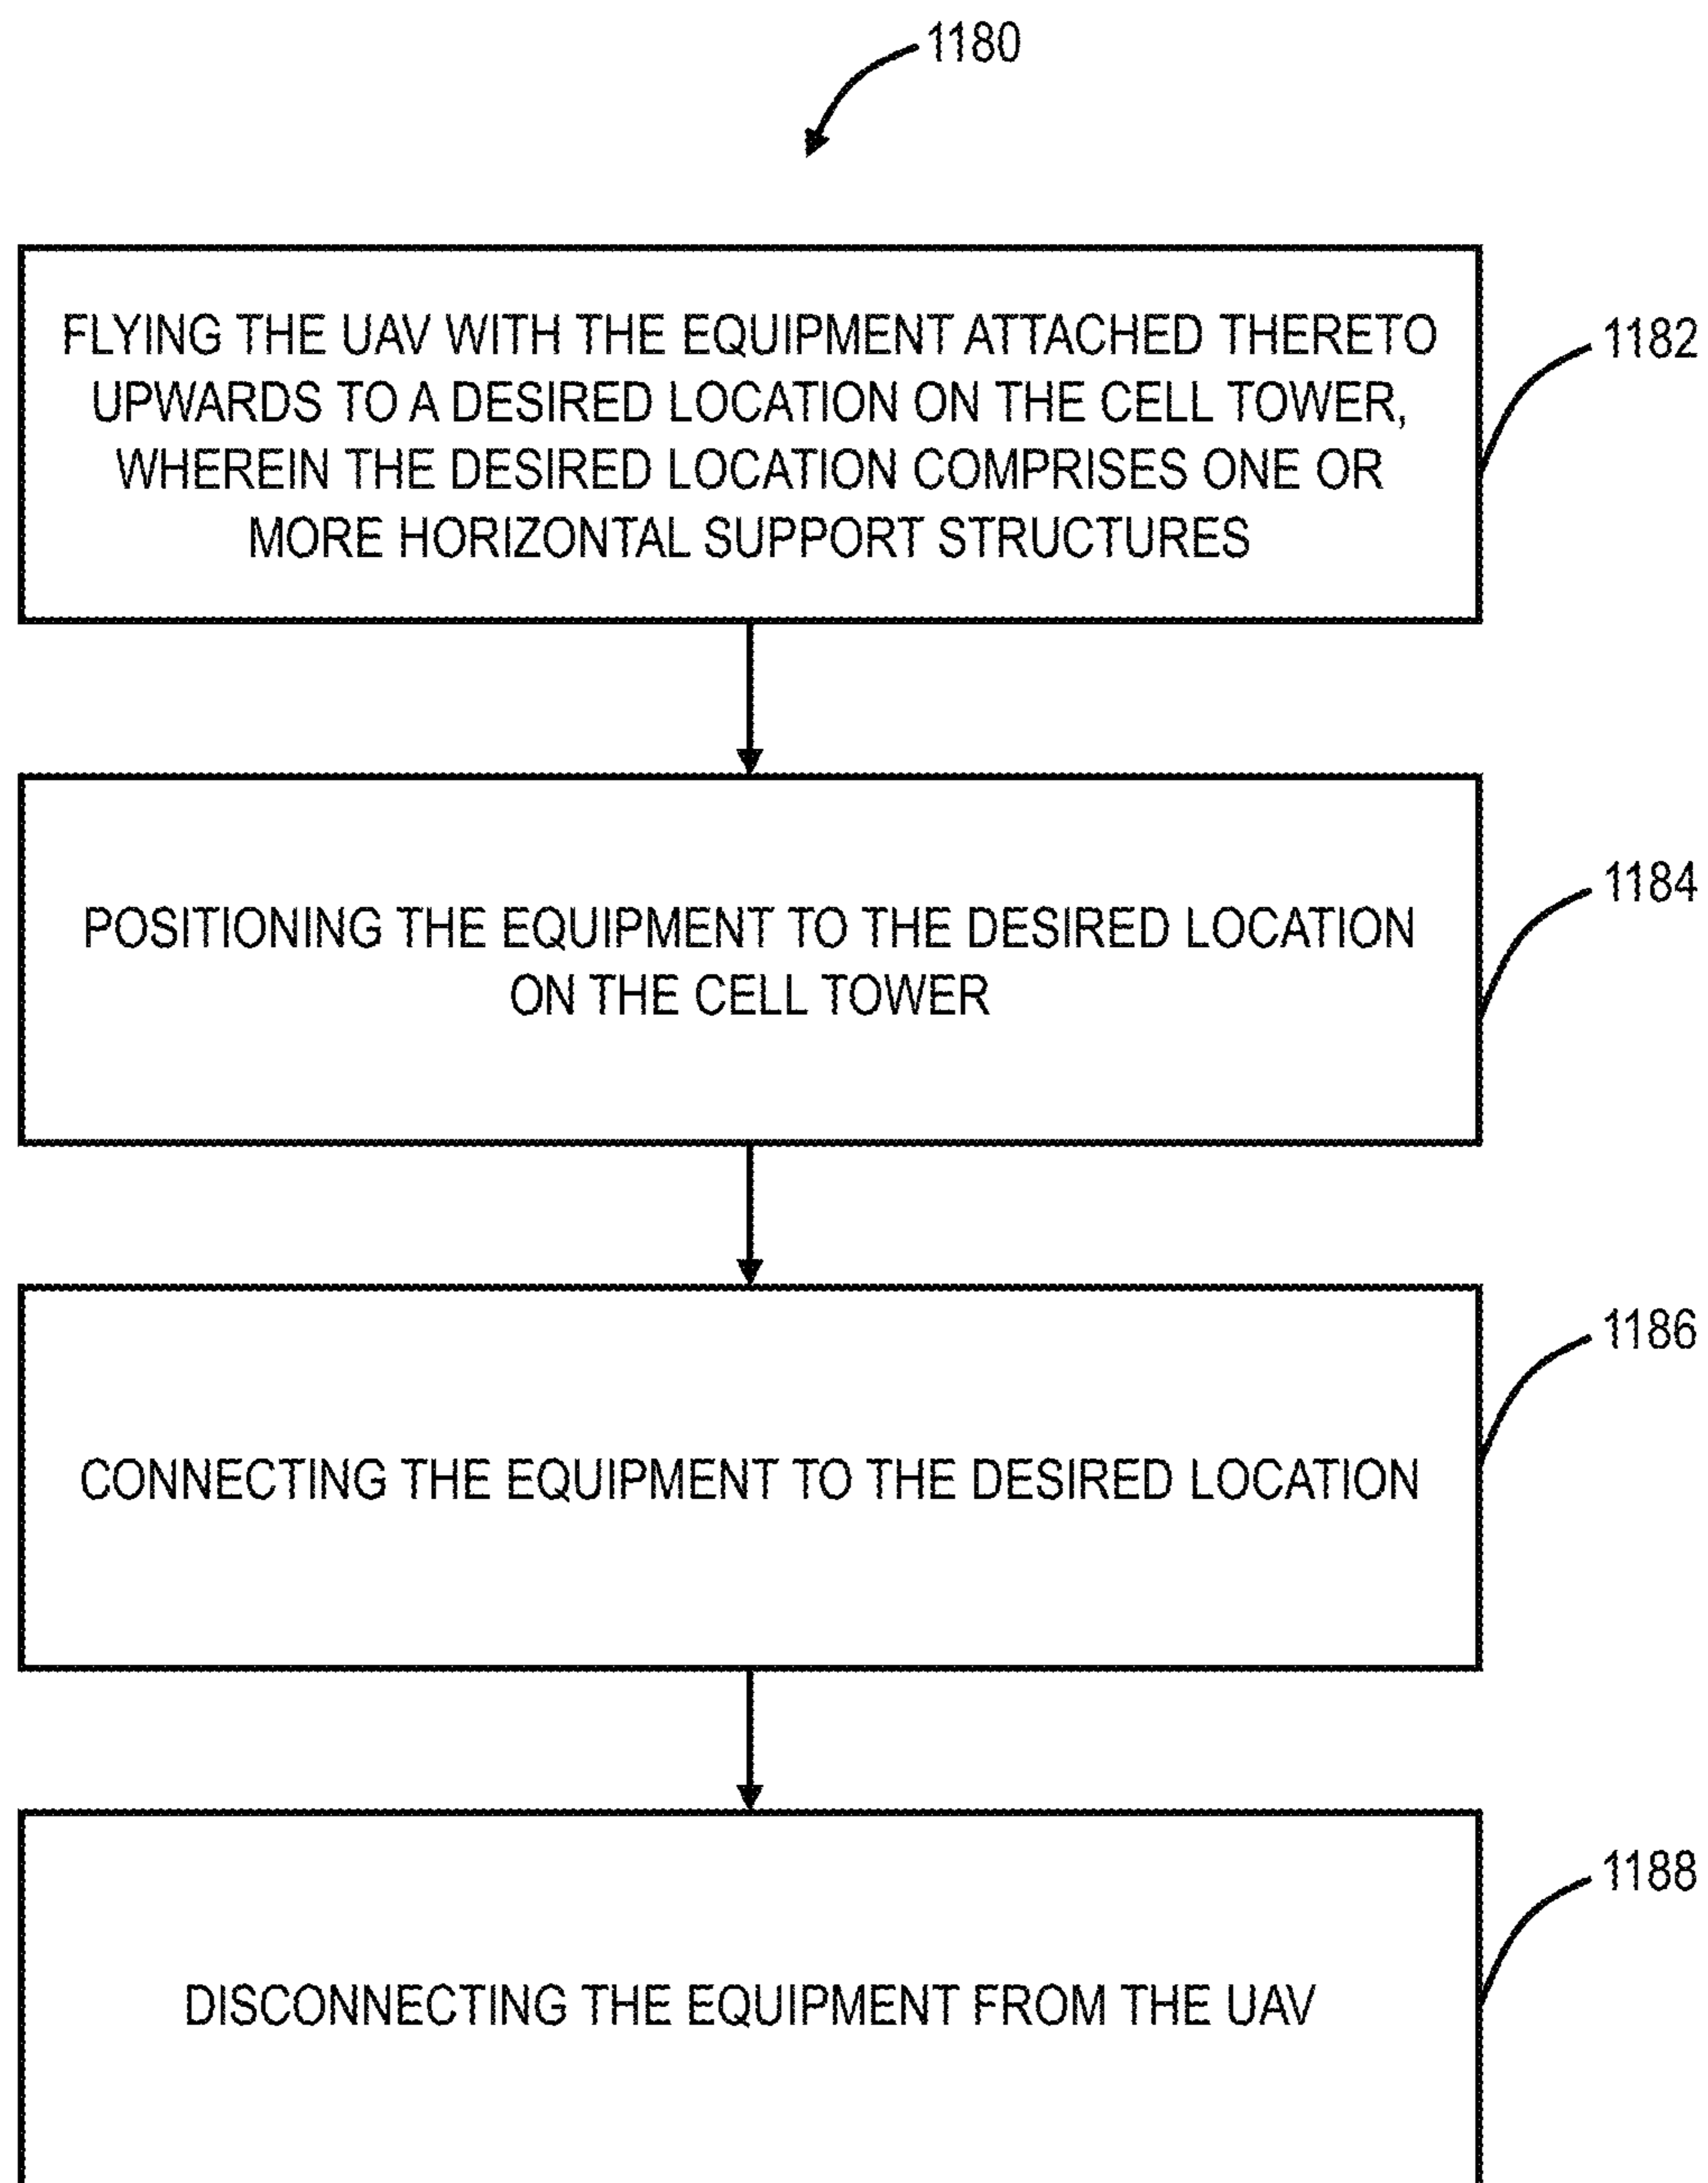 1180
FLYING THE UAV WITH THE EQUIPMENT ATTACHED THERETO
UPWARDS TO A DESIRED LOCATION ON THE CELL TOWER,
WHEREIN THE DESIRED LOCATION COMPRISES ONE OR
MORE HORIZONTAL SUPPORT STRUCTURES
1182
POSITIONING THE EQUIPMENT TO THE DESIRED LOCATION
ON THE CELL TOWER
1184
CONNECTING THE EQUIPMENT TO THE DESIRED LOCATION
1186
DISCONNECTING THE EQUIPMENT FROM THE UAV
1188